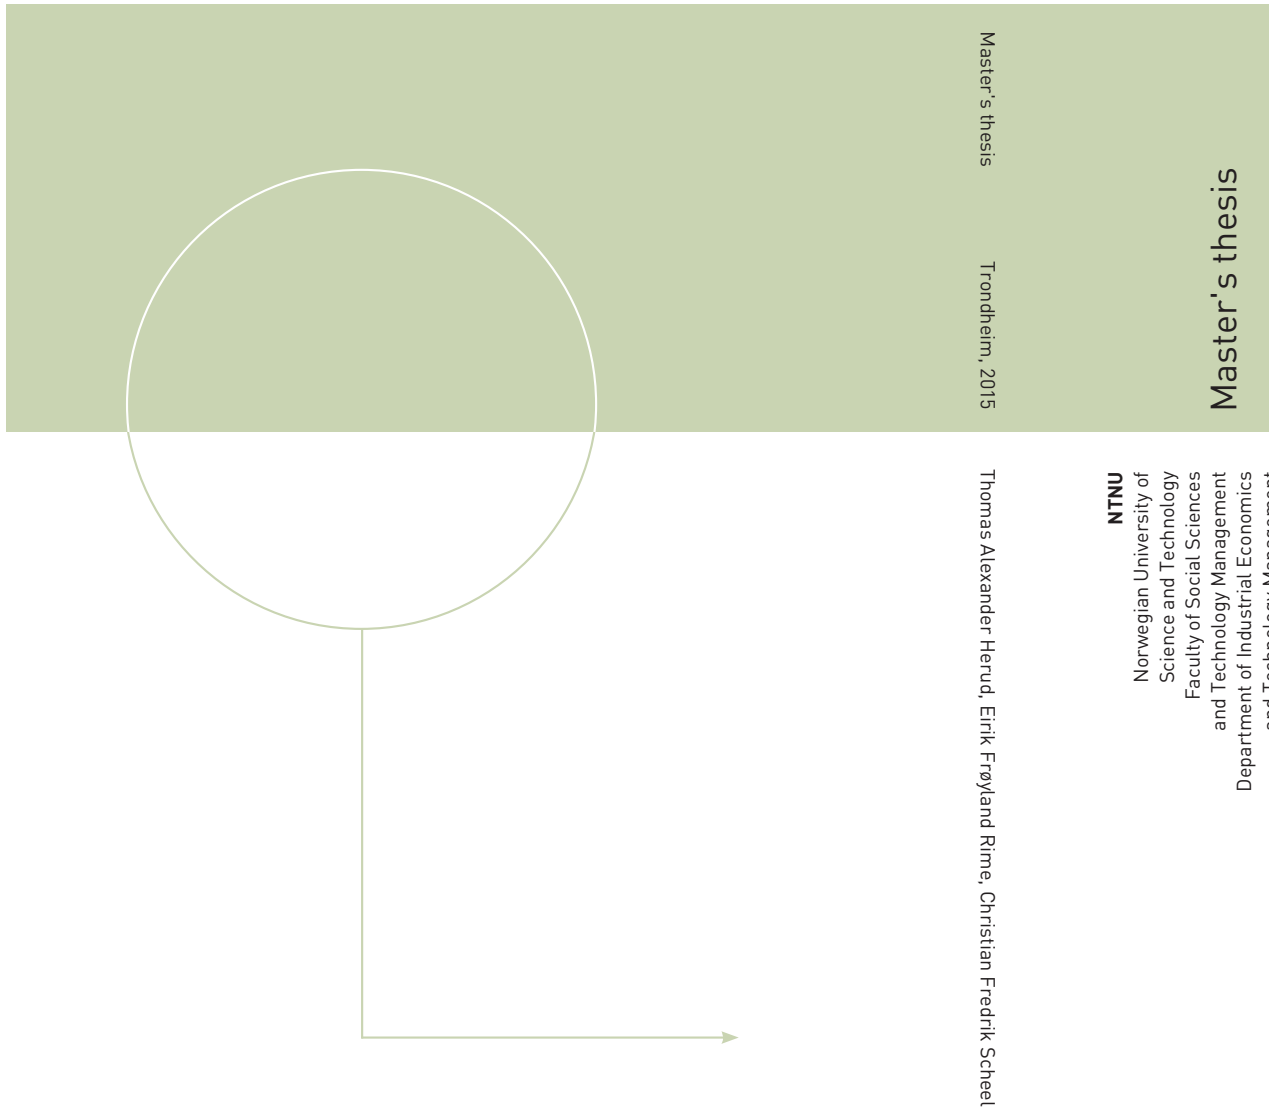 Master's thesis
Trondheim, 2015
Thomas Alexander Herud, Eirik Frøyland Rime, Christian Fredrik Scheel
Master's thesis
NTNU
Norwegian University of
Science and Technology
Faculty of Social Sciences
and Technology Management
Department of Industrial Economics